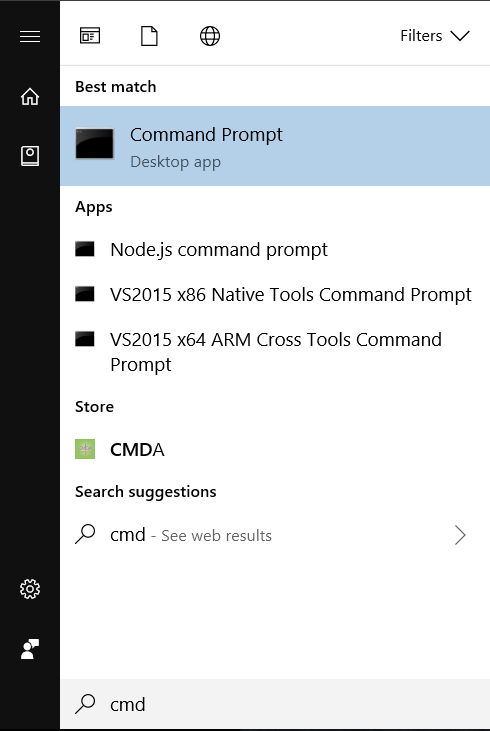 Filters
Best match
Command Prompt
Desktop app
Apps
Node.js command prompt
VS2015 x86 Native Tools Command Prompt
VS2015 x64 ARM Cross Tools Command
Prompt
Store
CMDA
Search suggestions
cmd - See web results
cmd